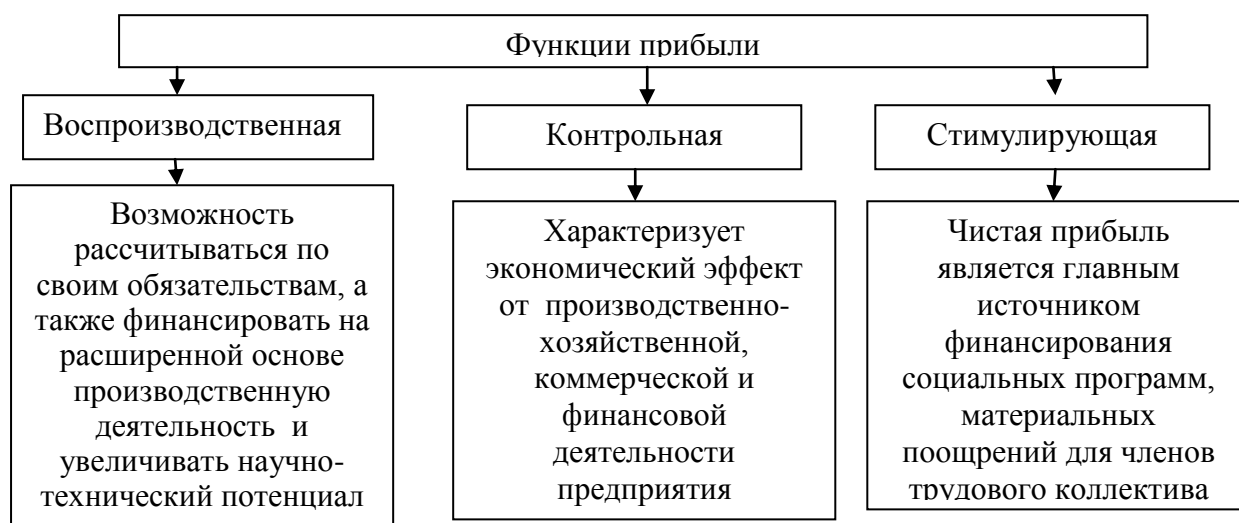 Функции прибыли
Воспроизводственная
Контрольная
Стимулирующая
Возможность
рассчитываться по
своим обязательствам, а
также финансировать на
расширенной основе
производственную
деятельность и
увеличивать научно-
технический потенциал
Характеризует
экономический эффект
от производственно-
хозяйственной,
коммерческой и
финансовой
деятельности
предприятия
Чистая прибыль
является главным
источником
финансирования
социальных программ,
материальных
поощрений для членов
трудового коллектива